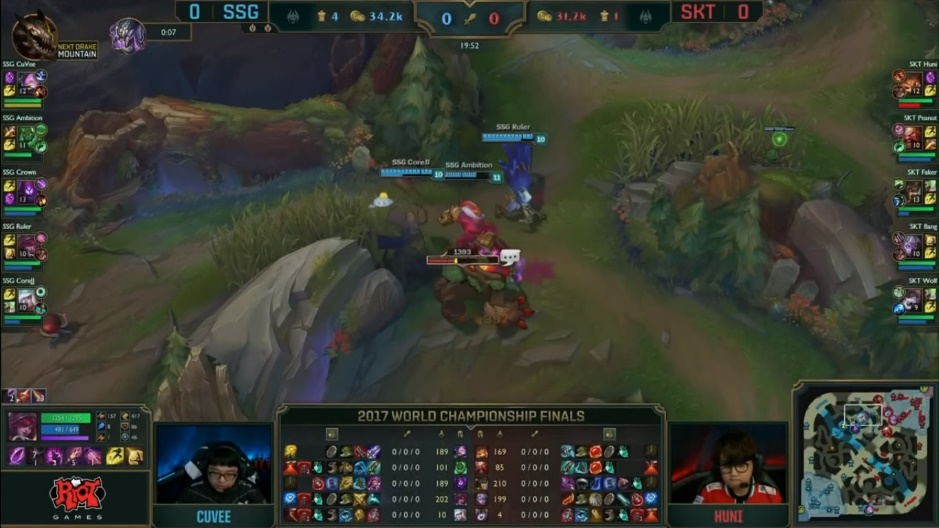 0 SSG 4 34.2k 0 0 31.2k 1 SKT 0
NEXT DRAKE
MOUNTAIN
0:07
19:52
SSG CuVee
12
SSG Ambition
11
SSG Crown
13
SSG Ruler
10
SSG CoreJJ
10
SKT Huni
12
SKT Peanut
10
SKT Faker
13
SKT Bang
10
SKT Wolf
9
SSG Ruler
10
SSG CoreJJ
10
SSG Ambition
11
1393
2017 WORLD CHAMPIONSHIP FINALS
0/0/0 189 169 0/0/0
0/0/0 101 85 0/0/0
0/0/0 189 210 0/0/0
0/0/0 202 199 0/0/0
0/0/0 10 4 0/0/0
RIOT
GAMES
CUVEE
HUNI